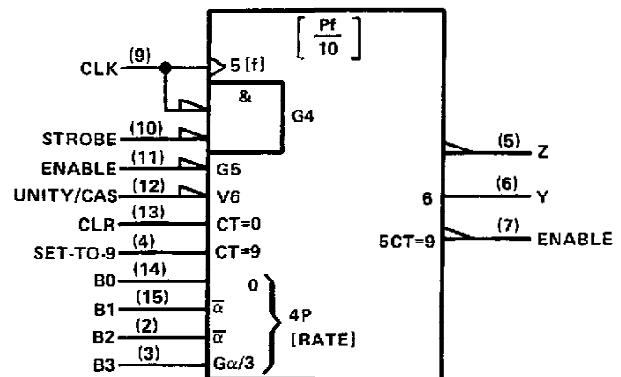 [Pf/10]
CLK (9) 5 [f]
& G4
STROBE (10)
(5) Z
ENABLE (11) G5
UNITY/CAS (12) V6 6 (6) Y
CLR (13) CT=0
5CT=9 (7) ENABLE
SET-TO-9 (4) CT=9
B0 (14) 0
B1 (15) α̅ 4P
B2 (2) α̅ [RATE]
B3 (3) Gα/3